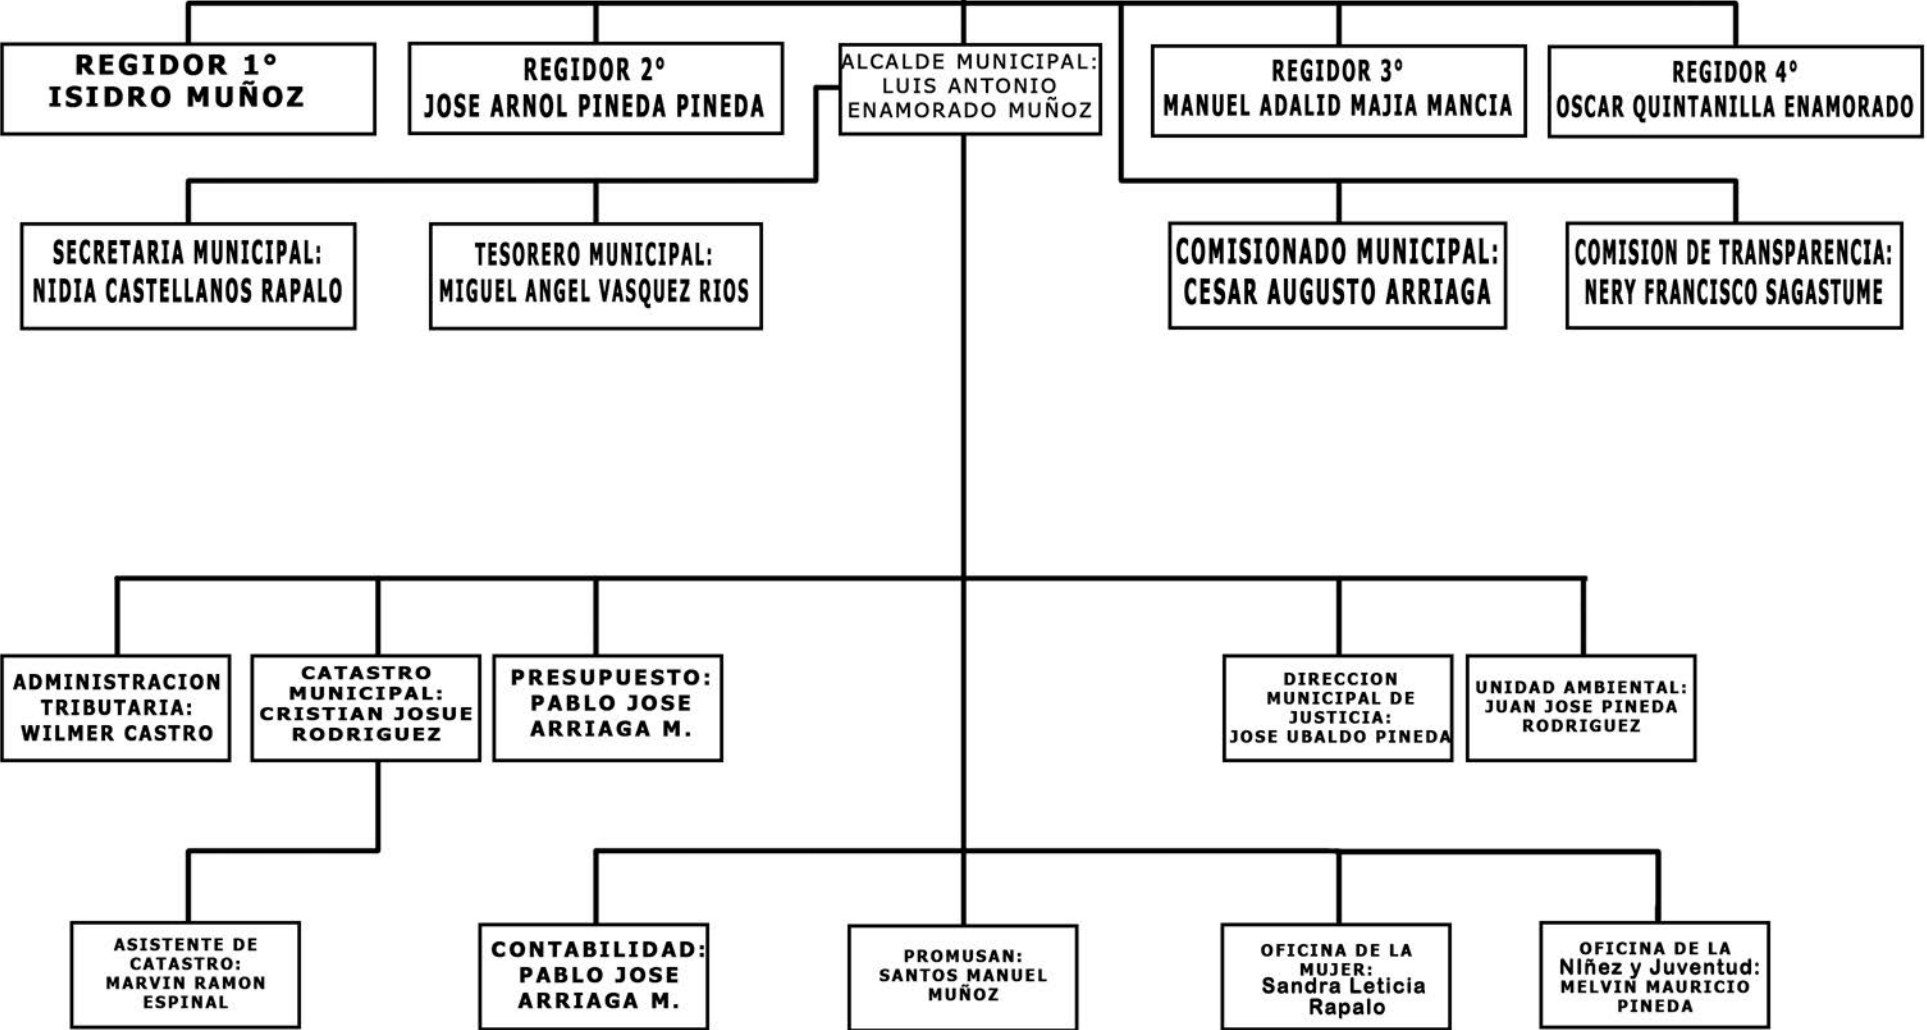 REGIDOR 1°
ISIDRO MUÑOZ
REGIDOR 2º
JOSE ARNOL PINEDA PINEDA
ALCALDE MUNICIPAL:
LUIS ANTONIO
ENAMORADO MUÑOZ
REGIDOR 3º
MANUEL ADALID MAJIA MANCIA
REGIDOR 4º
OSCAR QUINTANILLA ENAMORADO
SECRETARIA MUNICIPAL:
NIDIA CASTELLANOS RAPALO
TESORERO MUNICIPAL:
MIGUEL ANGEL VASQUEZ RIOS
COMISIONADO MUNICIPAL:
CESAR AUGUSTO ARRIAGA
COMISION DE TRANSPARENCIA:
NERY FRANCISCO SAGASTUME
ADMINISTRACION
TRIBUTARIA:
WILMER CASTRO
CATASTRO
MUNICIPAL:
CRISTIAN JOSUE
RODRIGUEZ
PRESUPUESTO:
PABLO JOSE
ARRIAGA M.
DIRECCION
MUNICIPAL DE
JUSTICIA:
JOSE UBALDO PINEDA
UNIDAD AMBIENTAL:
JUAN JOSE PINEDA
RODRIGUEZ
ASISTENTE DE
CATASTRO:
MARVIN RAMON
ESPINAL
CONTABILIDAD:
PABLO JOSE
ARRIAGA M.
PROMUSAN:
SANTOS MANUEL
MUÑOZ
OFICINA DE LA
MUJER:
Sandra Leticia
Rapalo
OFICINA DE LA
NIñez y Juventud:
MELVIN MAURICIO
PINEDA